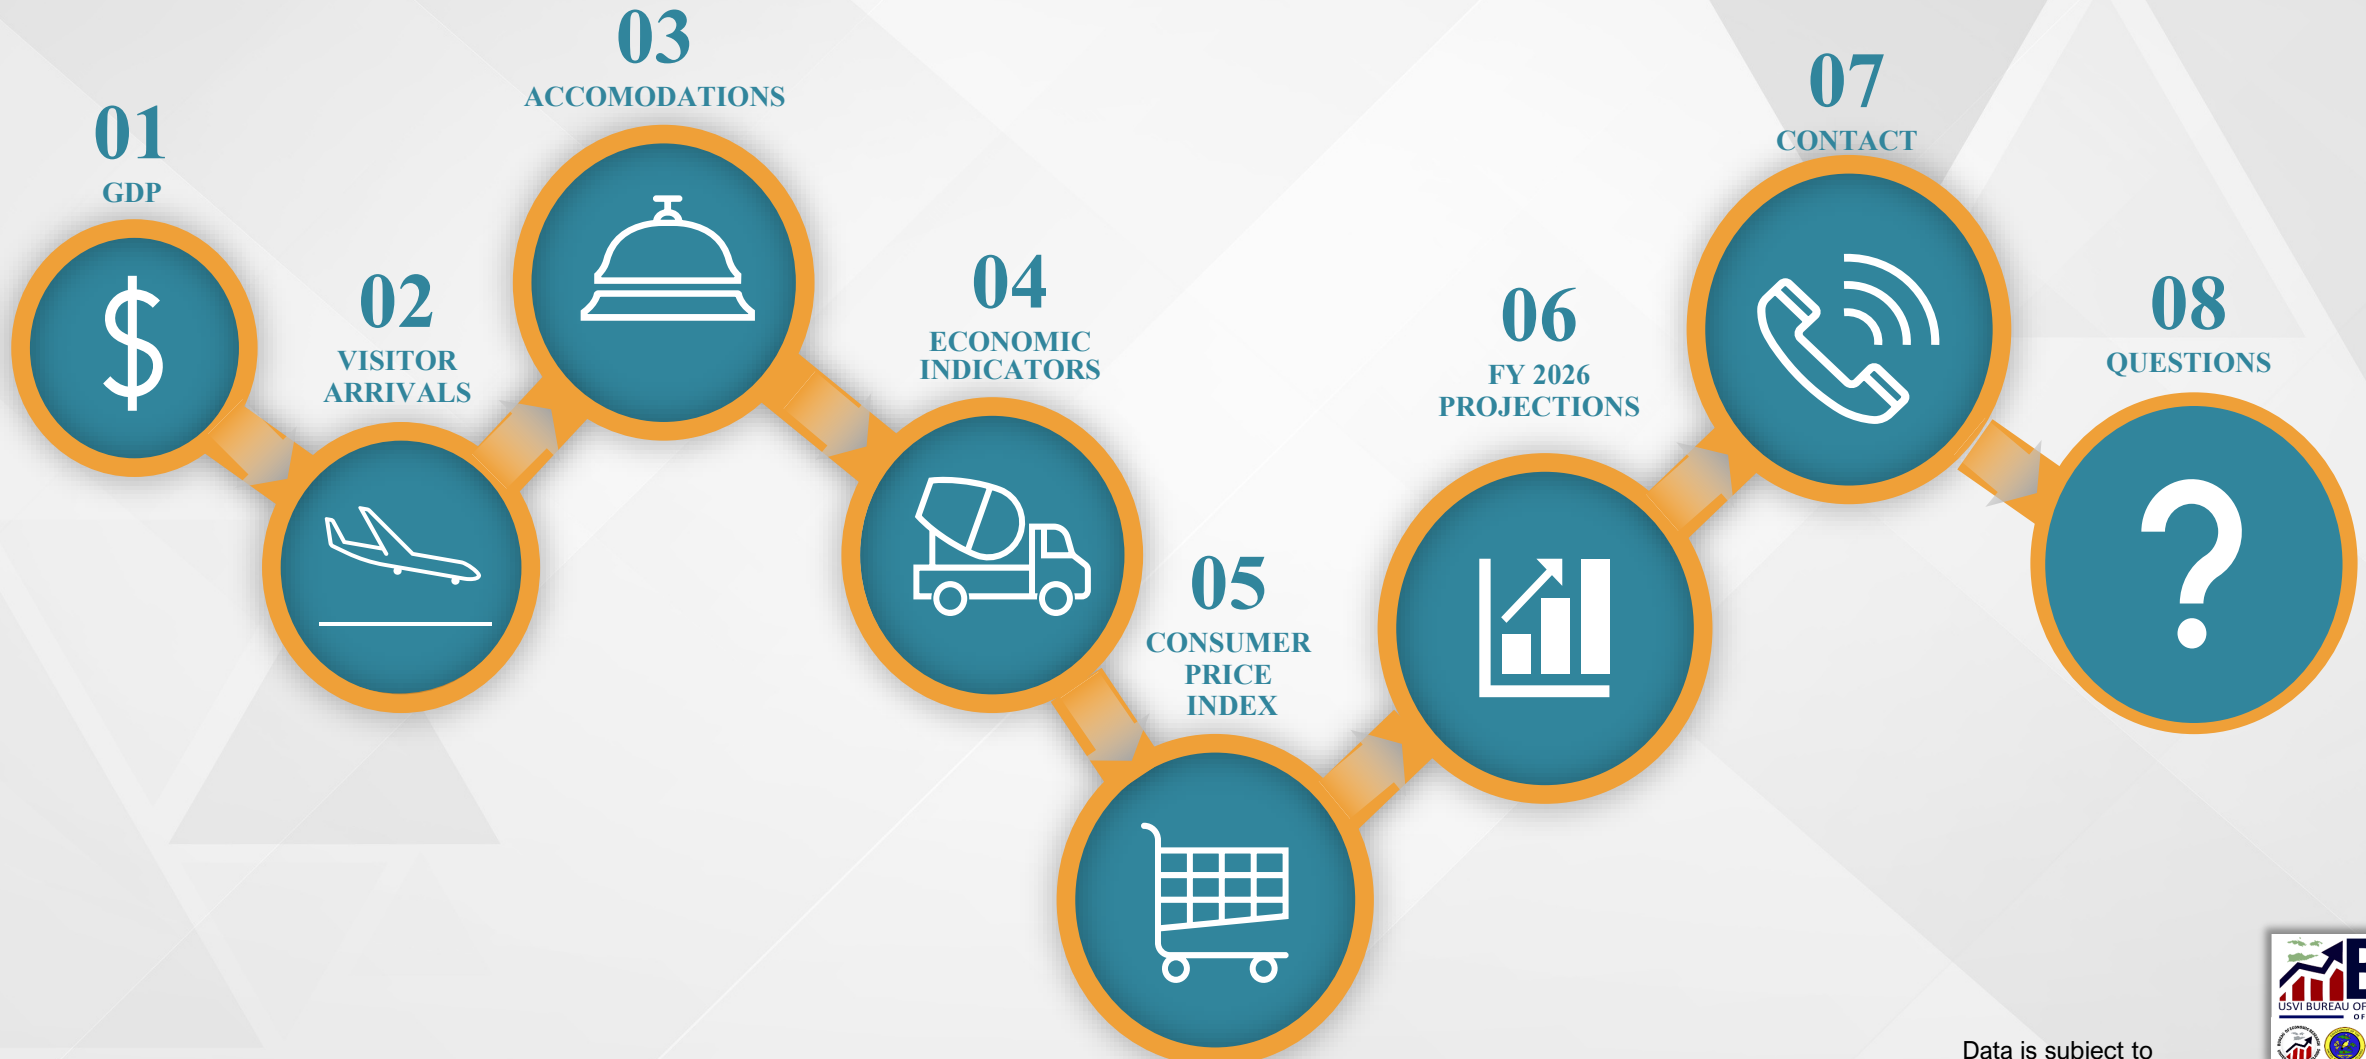 01
GDP
02
VISITOR
ARRIVALS
03
ACCOMODATIONS
04
ECONOMIC
INDICATORS
05
CONSUMER
PRICE
INDEX
06
FY 2026
PROJECTIONS
07
CONTACT
08
QUESTIONS
Data is subject to
USVI BUREAU OF